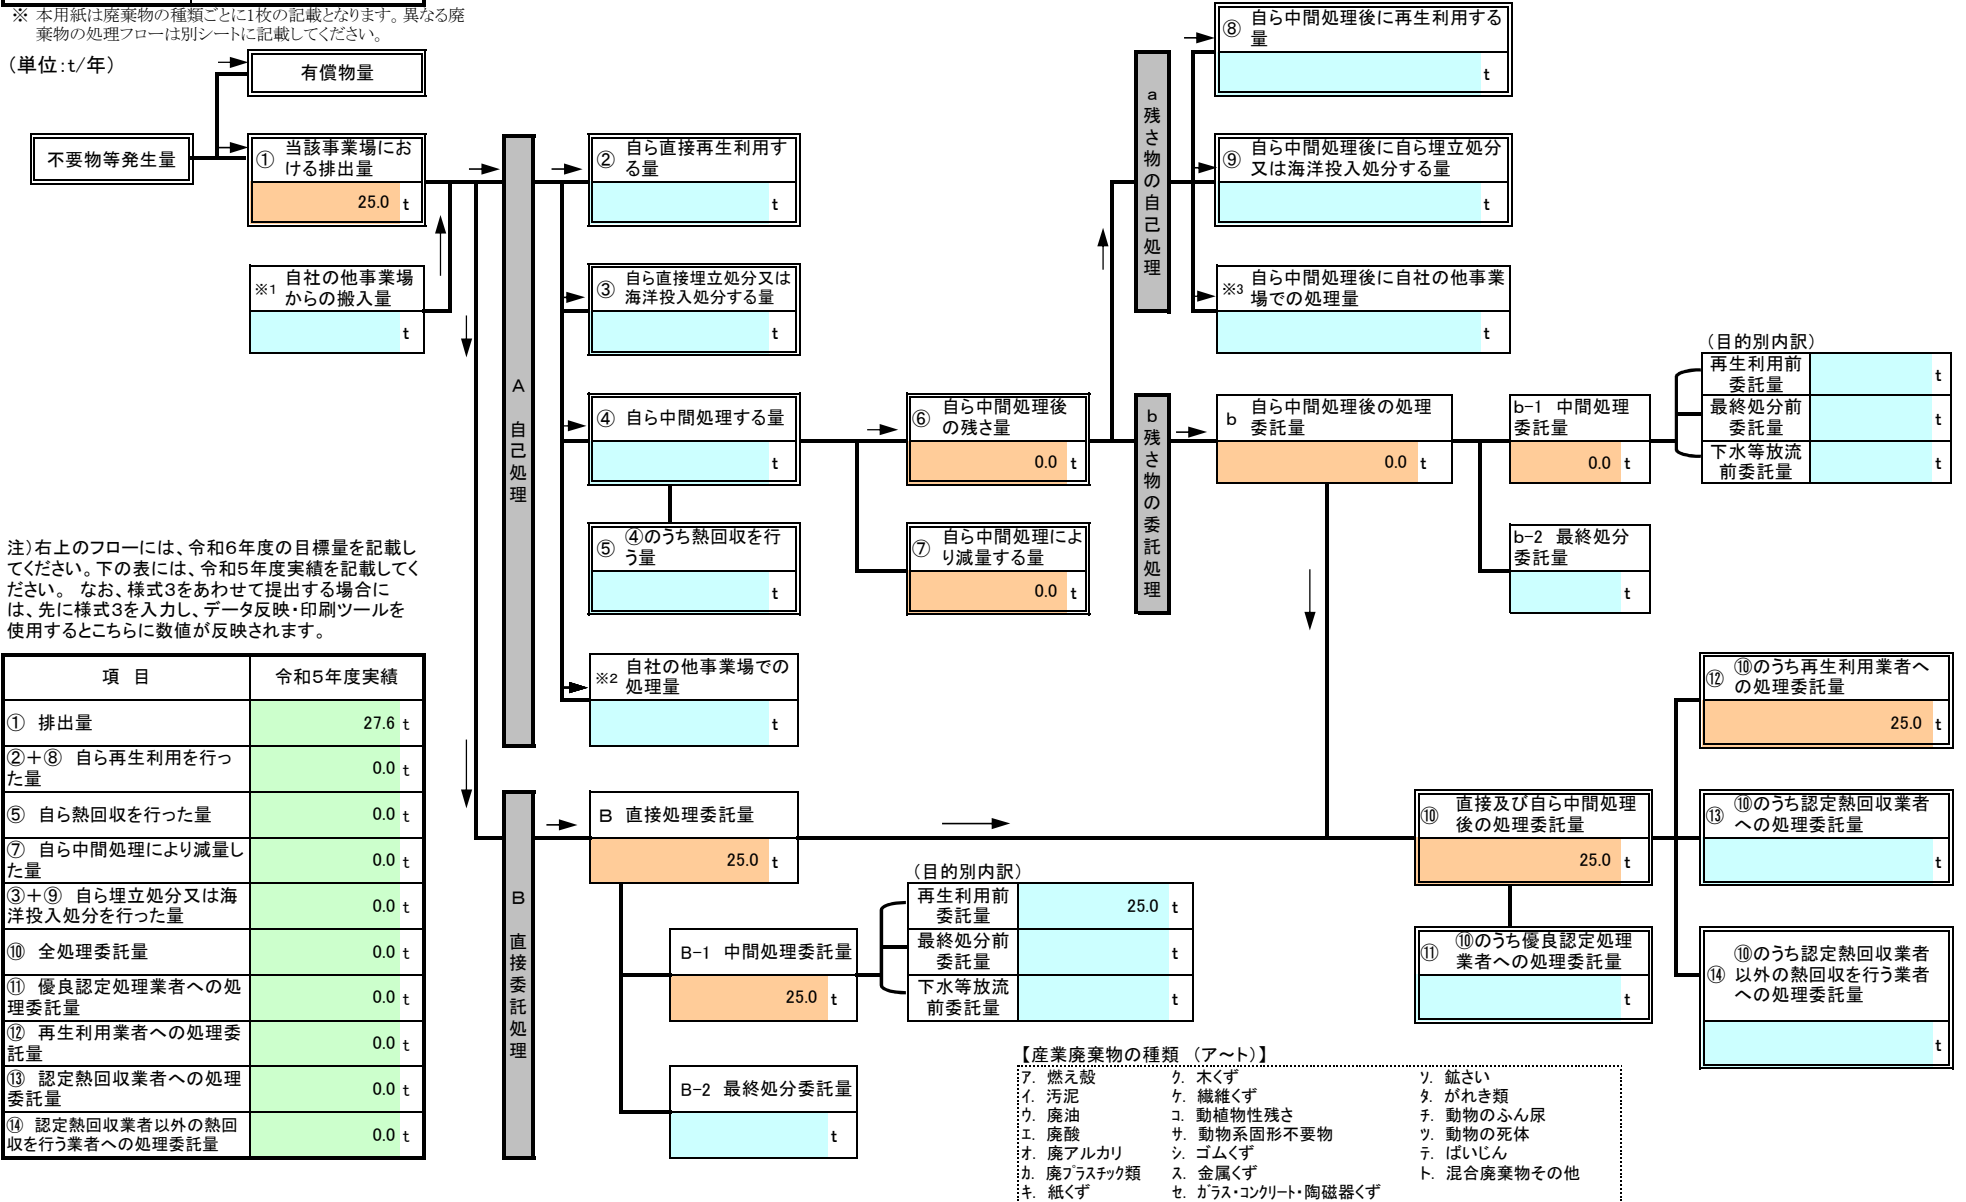 ※ 本用紙は廃棄物の種類ごとに1枚の記載となります。異なる廃
棄物の処理フローは別シートに記載してください。
（単位：t/年）
有償物量
不要物等発生量
① 当該事業場にお
ける排出量
25.0 t
※1 自社の他事業場
からの搬入量
t
A 自己処理
② 自ら直接再生利用す
る量
t
③ 自ら直接埋立処分又は
海洋投入処分する量
t
④ 自ら中間処理する量
t
⑤ ④のうち熱回収を行
う量
t
※2 自社の他事業場での
処理量
t
⑥ 自ら中間処理後
の残さ量
0.0 t
⑦ 自ら中間処理によ
り減量する量
0.0 t
a 残さ物の自己処理
⑧ 自ら中間処理後に再生利用する
量
t
⑨ 自ら中間処理後に自ら埋立処分
又は海洋投入処分する量
t
※3 自ら中間処理後に自社の他事業
場での処理量
t
b 残さ物の委託処理
b 自ら中間処理後の処理
委託量
0.0 t
b-1 中間処理
委託量
0.0 t
（目的別内訳）
再生利用前
委託量
t
最終処分前
委託量
t
下水等放流
前委託量
t
b-2 最終処分
委託量
t
注）右上のフローには、令和６年度の目標量を記載し
てください。下の表には、令和５年度実績を記載してく
ださい。 なお、様式３をあわせて提出する場合に
は、先に様式３を入力し、データ反映・印刷ツールを
使用するとこちらに数値が反映されます。
項 目 令和５年度実績
① 排出量 27.6 t
②＋⑧ 自ら再生利用を行っ
た量 0.0 t
⑤ 自ら熱回収を行った量 0.0 t
⑦ 自ら中間処理により減量し
た量 0.0 t
③＋⑨ 自ら埋立処分又は海
洋投入処分を行った量 0.0 t
⑩ 全処理委託量 0.0 t
⑪ 優良認定処理業者への処
理委託量 0.0 t
⑫ 再生利用業者への処理委
託量 0.0 t
⑬ 認定熱回収業者への処理
委託量 0.0 t
⑭ 認定熱回収業者以外の熱回
収を行う業者への処理委託量 0.0 t
B 直接委託処理
B 直接処理委託量
25.0 t
B-1 中間処理委託量
25.0 t
B-2 最終処分委託量
t
（目的別内訳）
再生利用前
委託量
25.0 t
最終処分前
委託量
t
下水等放流
前委託量
t
⑩ 直接及び自ら中間処理
後の処理委託量
25.0 t
⑪ ⑩のうち優良認定処理
業者への処理委託量
t
⑫ ⑩のうち再生利用業者へ
の処理委託量
25.0 t
⑬ ⑩のうち認定熱回収業者
への処理委託量
t
⑭ ⑩のうち認定熱回収業者
以外の熱回収を行う業者
への処理委託量
t
【産業廃棄物の種類 （ア～ト）】
ア. 燃え殻 ク. 木くず ソ. 鉱さい
イ. 汚泥 ケ. 繊維くず タ. がれき類
ウ. 廃油 コ. 動植物性残さ チ. 動物のふん尿
エ. 廃酸 サ. 動物系固形不要物 ツ. 動物の死体
オ. 廃アルカリ シ. ゴムくず テ. ばいじん
カ. 廃プラスチック類 ス. 金属くず ト. 混合廃棄物その他
キ. 紙くず セ. ガラス・コンクリート・陶磁器くず